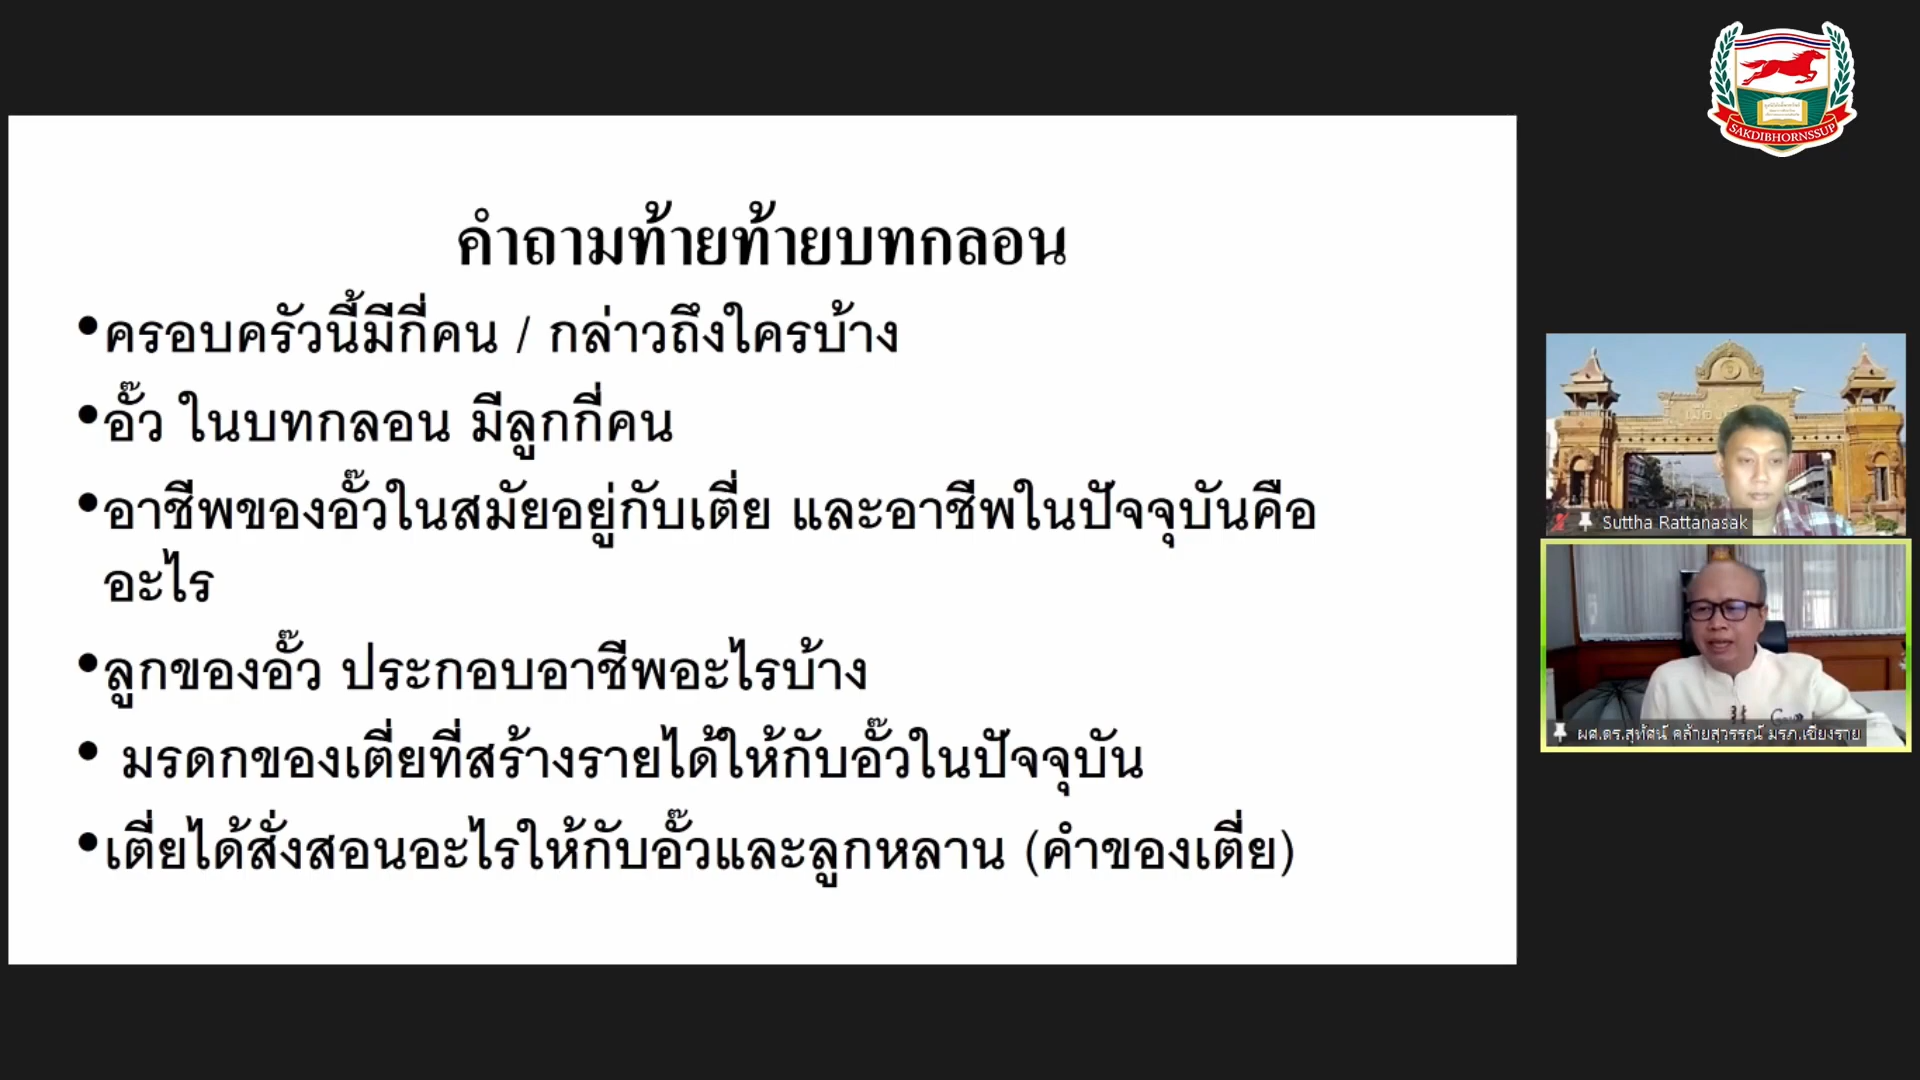 คำถามท้ายท้ายบทกลอน
•ครอบครัวนี้มีกี่คน / กล่าวถึงใครบ้าง
•อั๊ว ในบทกลอน มีลูกกี่คน
•อาชีพของอั๊วในสมัยอยู่กับเตี่ย และอาชีพในปัจจุบันคือ
อะไร
•ลูกของอั๊ว ประกอบอาชีพอะไรบ้าง
• มรดกของเตี่ยที่สร้างรายได้ให้กับอั๊วในปัจจุบัน
•เตี่ยได้สั่งสอนอะไรให้กับอั๊วและลูกหลาน (คำของเตี่ย)
SAKDIBHORNSSUP
Suttha Rattanasak
ผศ.ดร.สุทัศน์ คล้ายสุวรรณ์ มรภ.เชียงราย